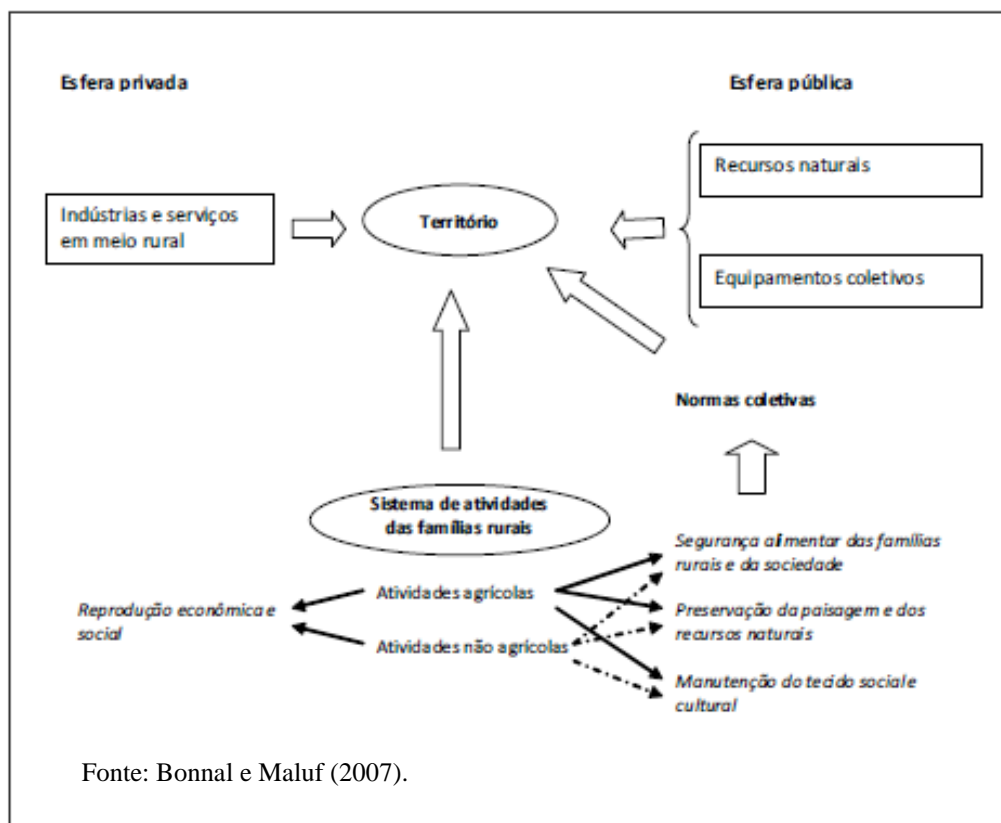 Esfera privada
Esfera pública
Recursos naturais
Indústrias e serviços
em meio rural
Território
Equipamentos coletivos
Normas coletivas
Sistema de atividades
das famílias rurais
Segurança alimentar das famílias
rurais e da sociedade
Atividades agrícolas
Reprodução econômica e
social
Preservação da paisagem e dos
recursos naturais
Atividades não agrícolas
Manutenção do tecido social e
cultural
Fonte: Bonnal e Maluf (2007).